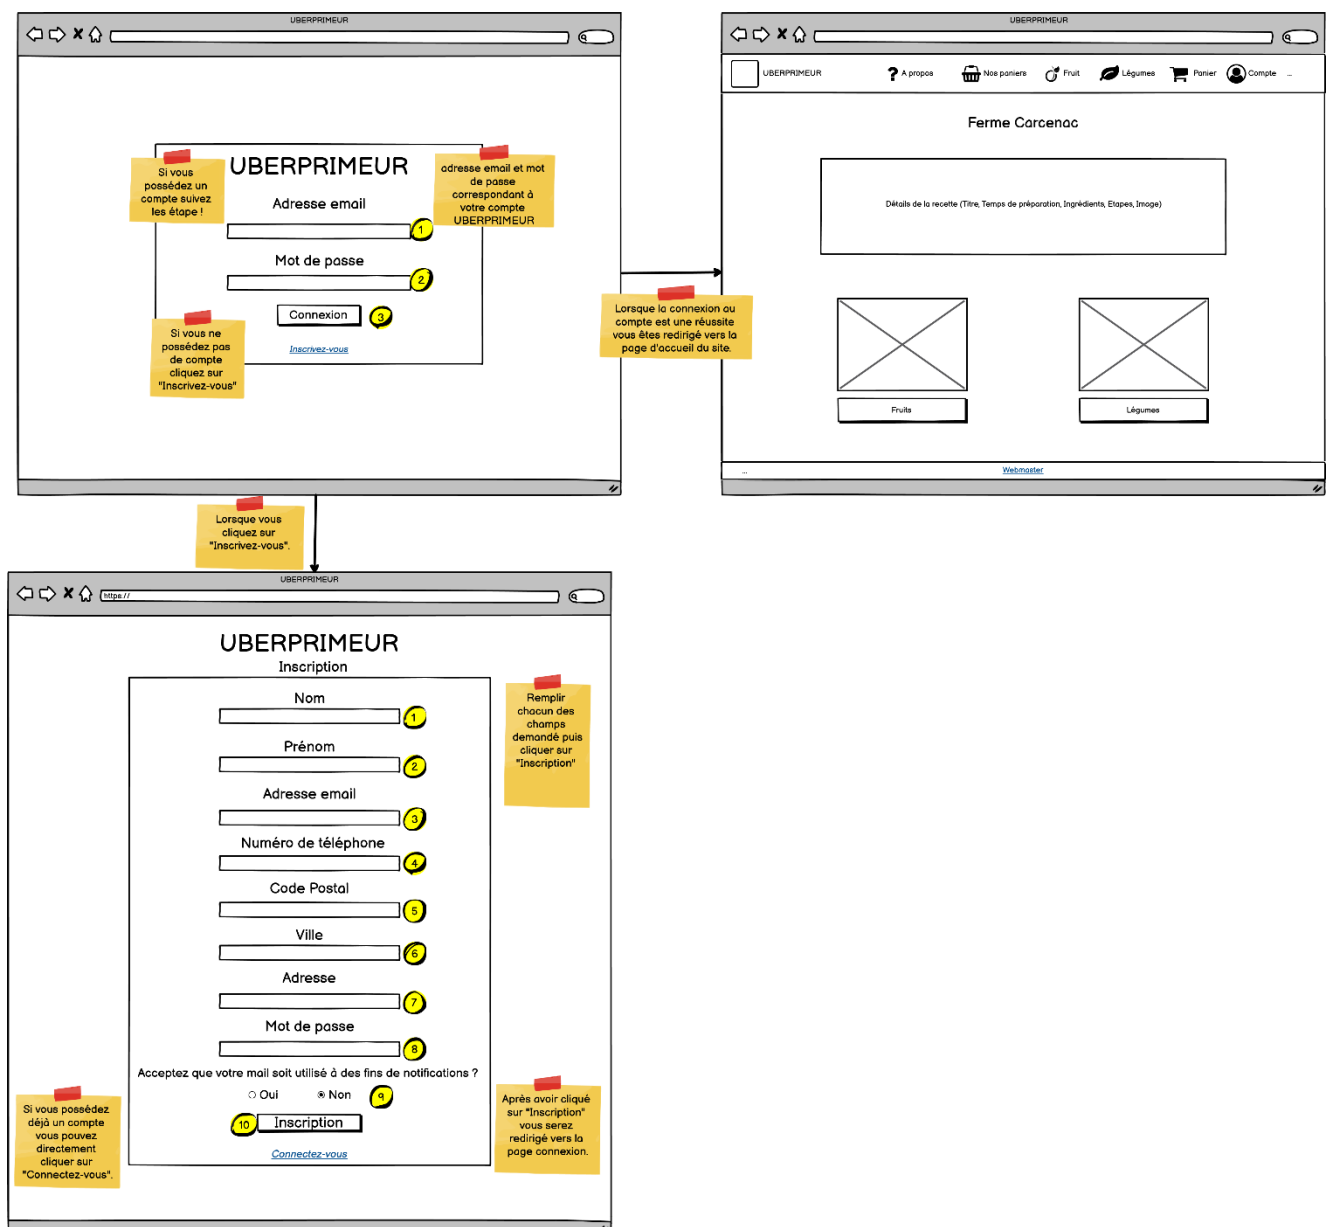 UBERPRIMEUR
Si vous
possédez un
compte suivez
les étape !
UBERPRIMEUR
adresse email et mot
de passe
correspondant à
votre compte
UBERPRIMEUR
Adresse email
1
Mot de passe
2
Connexion
3
Si vous ne
possédez pas
de compte
cliquez sur
"Inscrivez-vous"
Inscrivez-vous
Lorsque la connexion au
compte est une réussite
vous êtes redirigé vers la
page d'accueil du site.
UBERPRIMEUR
UBERPRIMEUR
? A propos
Nos paniers
Fruit
Légumes
Panier
Compte
...
Ferme Carcenac
Détails de la recette (Titre, Temps de préparation, Ingrédients, Etapes, Image)
Fruits
Légumes
...
Webmaster
Lorsque vous
cliquez sur
"Inscrivez-vous".
UBERPRIMEUR
https://
UBERPRIMEUR
Inscription
Nom
1
Prénom
2
Adresse email
3
Numéro de téléphone
4
Code Postal
5
Ville
6
Adresse
7
Mot de passe
8
Acceptez que votre mail soit utilisé à des fins de notifications ?
Oui
Non
9
10
Inscription
Connectez-vous
Remplir
chacun des
champs
demandé puis
cliquer sur
"Inscription"
Si vous possédez
déjà un compte
vous pouvez
directement
cliquer sur
"Connectez-vous".
Après avoir cliqué
sur "Inscription"
vous serez
redirigé vers la
page connexion.